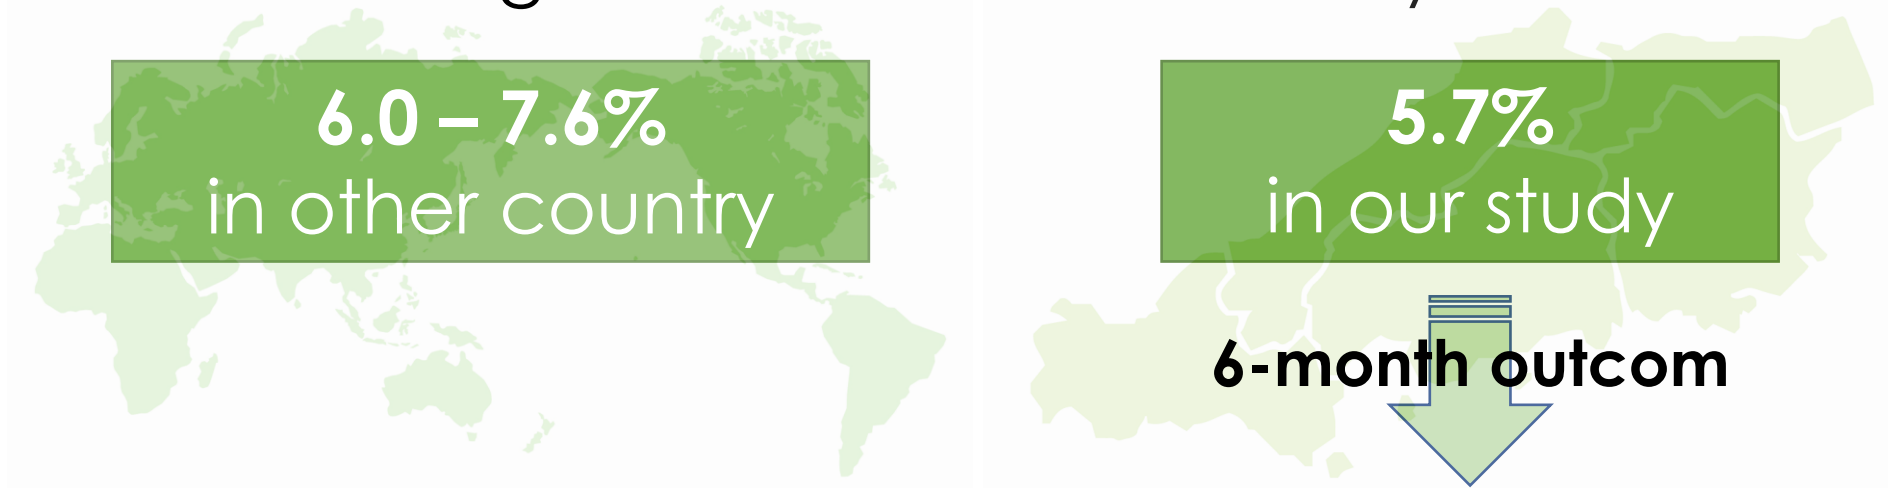 6.0 – 7.6%
in other country
5.7%
in our study
6-month outcom